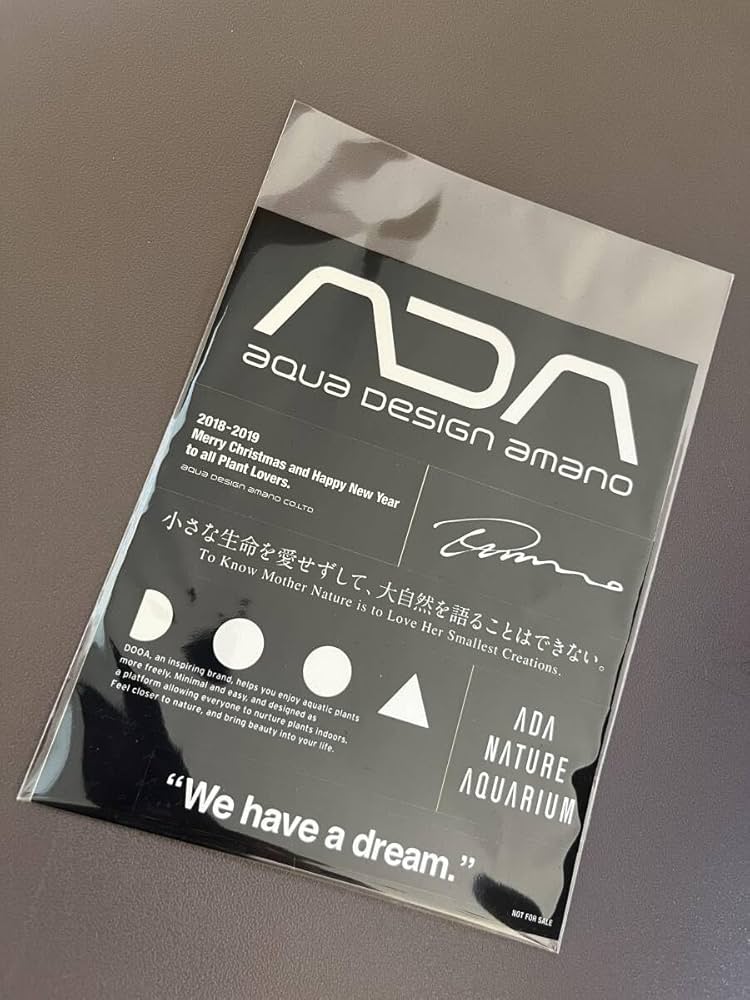 ADA
aqua design amano
2018-2019
Merry Christmas and Happy New Year
to all Plant Lovers.
aqua design amano co.,ltd
小さな生命を愛せずして、大自然を語ることはできない。
To Know Mother Nature is to Love Her Smallest Creations.
DOOA
DOOA, an inspiring brand, helps you enjoy aquatic plants
more freely. Minimal and easy, and designed as
a platform allowing everyone to nurture plants indoors.
Feel closer to nature, and bring beauty into your life.
ADA
NATURE
AQUARIUM
“We have a dream.”
NOT FOR SALE